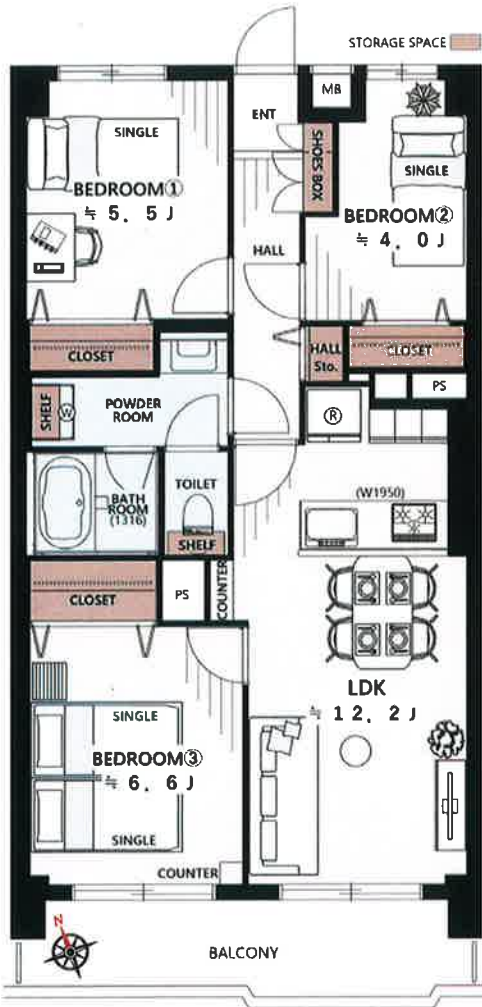 STORAGE SPACE
MB
ENT
SHOES BOX
SINGLE
BEDROOM①
≒ 5. 5 J
SINGLE
BEDROOM②
≒ 4. 0 J
HALL
CLOSET
HALL
Sto.
CLOSET
PS
SHELF
W
POWDER
ROOM
R
BATH
ROOM
(1316)
TOILET
SHELF
(W1950)
CLOSET
PS
COUNTER
LDK
≒ 12. 2 J
SINGLE
BEDROOM③
≒ 6. 6 J
SINGLE
COUNTER
N
BALCONY